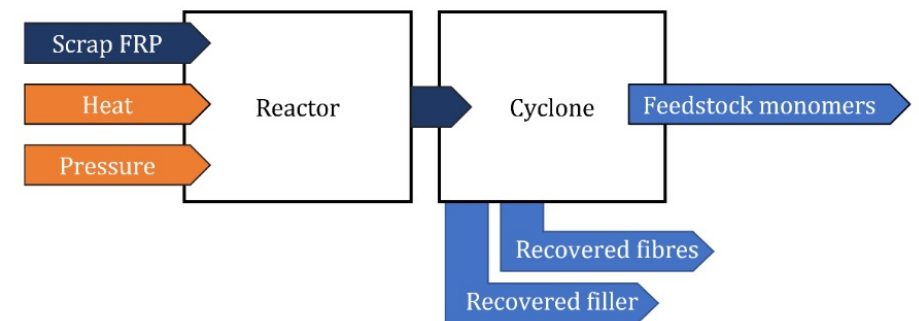 Scrap FRP
Heat
Pressure
Reactor
Cyclone
Feedstock monomers
Recovered fibres
Recovered filler